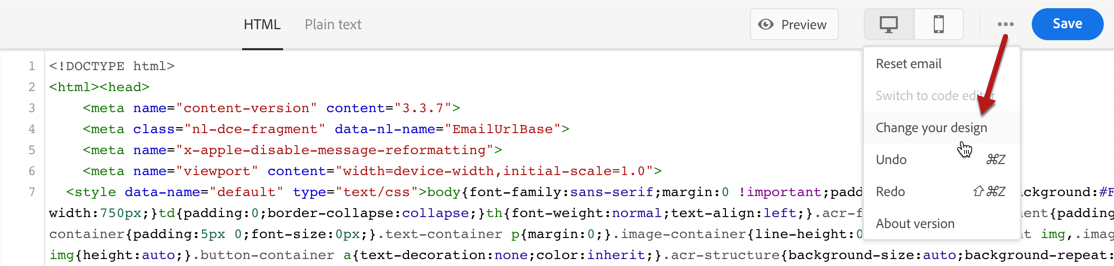 HTML Plain text Preview ••• Save
1 <!DOCTYPE html>
2 <html><head>
3 <meta name="content-version" content="3.3.7">
4 <meta class="nl-dce-fragment" data-nl-name="EmailUrlBase">
5 <meta name="x-apple-disable-message-reformatting">
6 <meta name="viewport" content="width=device-width,initial-scale=1.0">
7 <style data-name="default" type="text/css">body{font-family:sans-serif;margin:0 !important;padd ackground:#F
width:750px;}td{padding:0;border-collapse:collapse;}th{font-weight:normal;text-align:left;}.acr-f ent{padding
container{padding:5px 0;font-size:0px;}.text-container p{margin:0;}.image-container{line-height:0 t img,.image
img{height:auto;}.button-container a{text-decoration:none;color:inherit;}.acr-structure{background-size:auto;background-repeat:
Reset email
Switch to code
Change your design
Undo ⌘Z
Redo ⇧⌘Z
About version